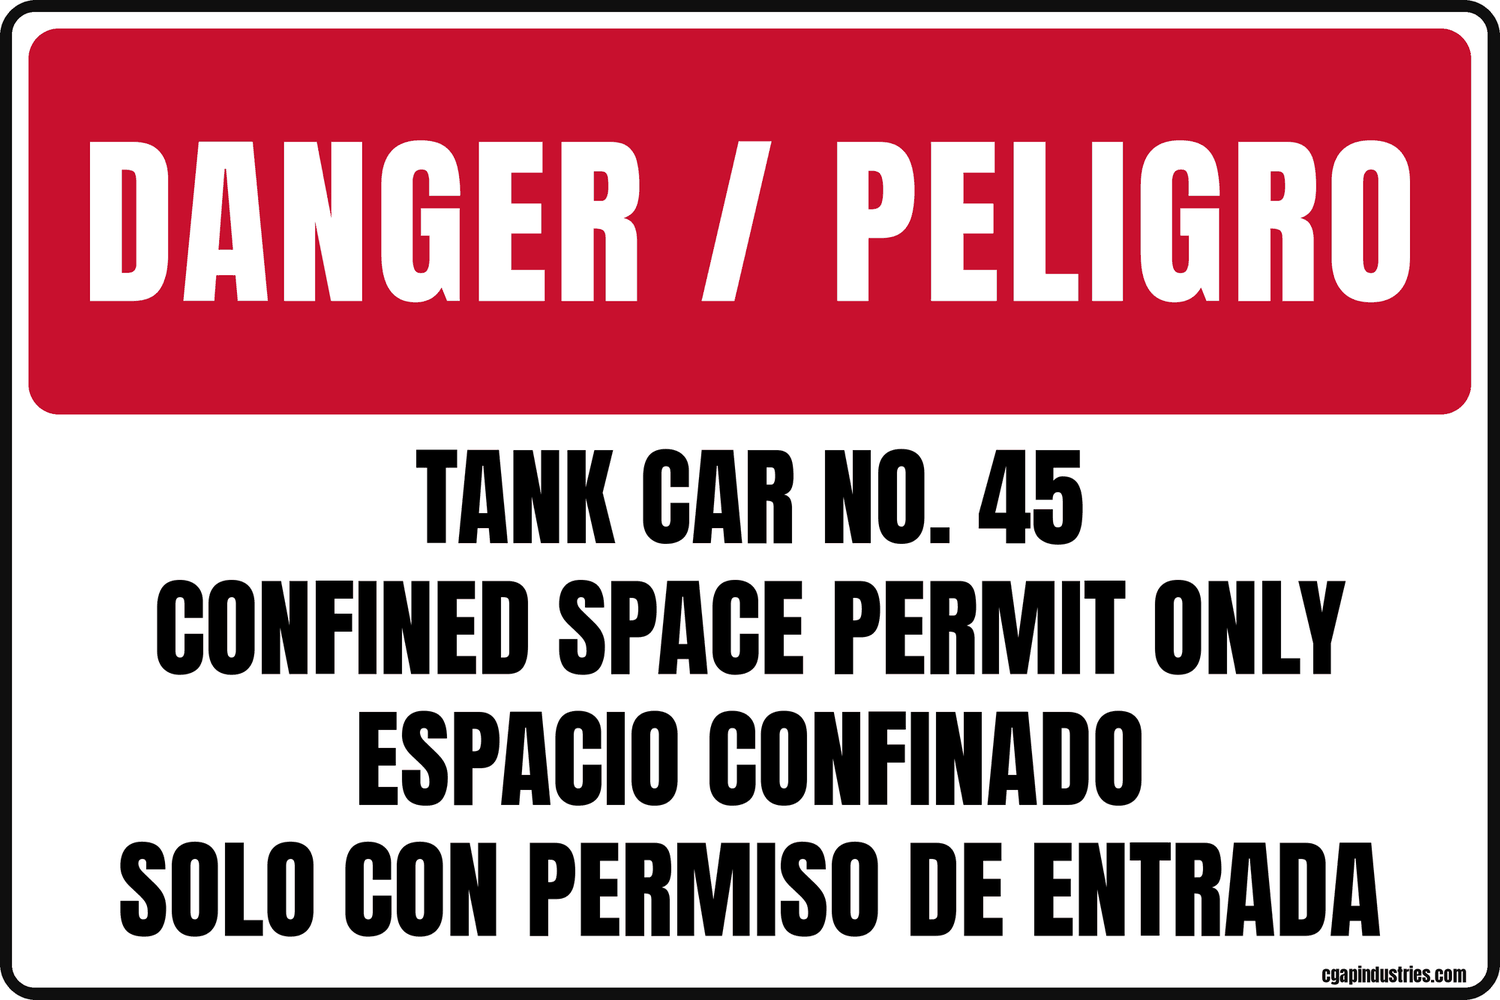 DANGER / PELIGRO
TANK CAR NO. 45
CONFINED SPACE PERMIT ONLY
ESPACIO CONFINADO
SOLO CON PERMISO DE ENTRADA
cgapindustries.com